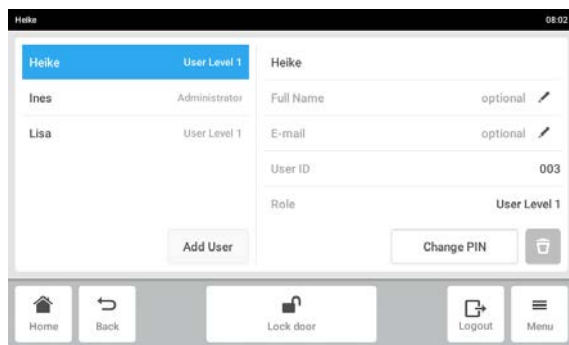 Heike 08:02
Heike User Level 1
Ines Administrator
Lisa User Level 1
Add User
Heike
Full Name optional
E-mail optional
User ID 003
Role User Level 1
Change PIN
Home Back Lock door Logout Menu